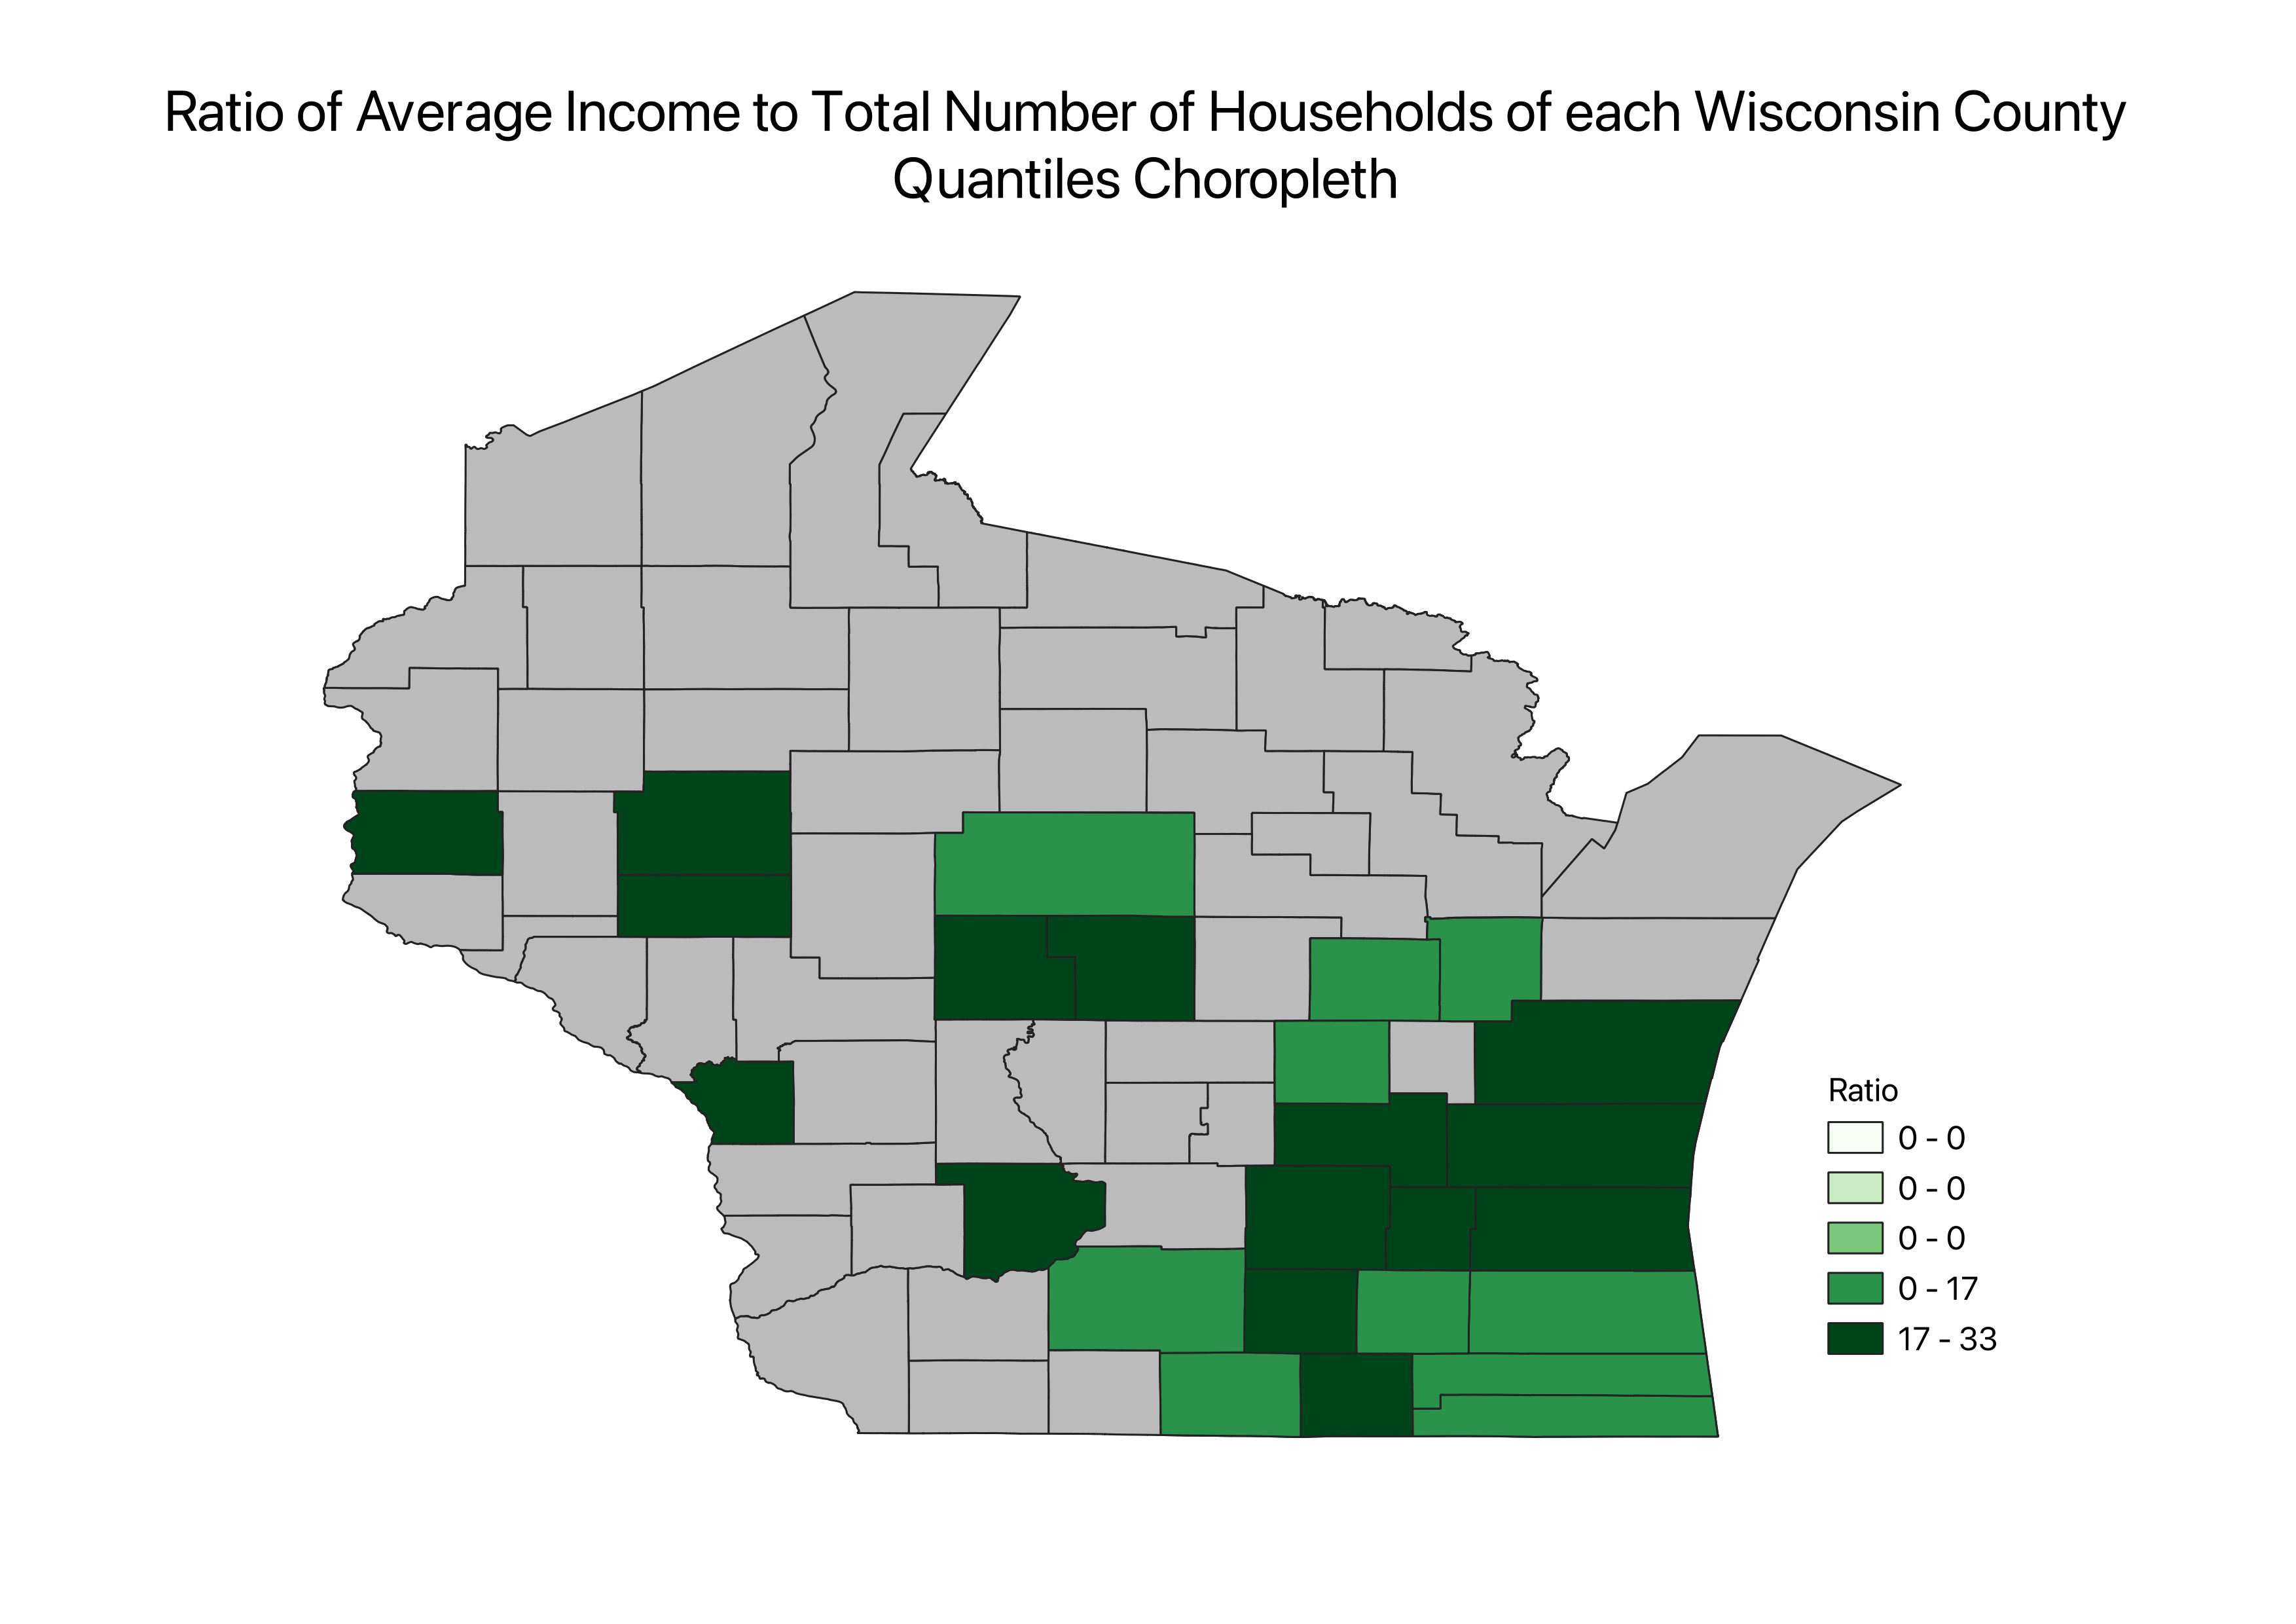 Ratio of Average Income to Total Number of Households of each Wisconsin County
Quantiles Choropleth
Ratio
0 - 0
0 - 0
0 - 0
0 - 17
17 - 33